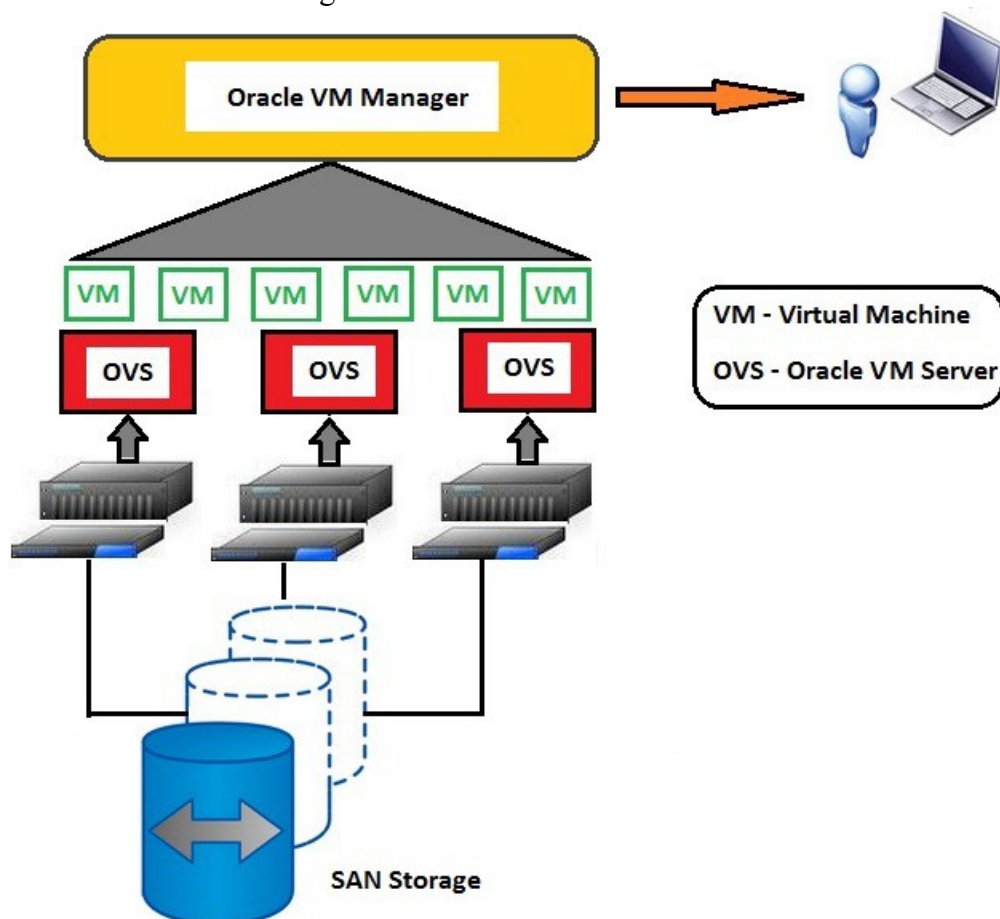 Oracle VM Manager
VM VM VM VM VM VM
OVS OVS OVS
VM - Virtual Machine
OVS - Oracle VM Server
SAN Storage